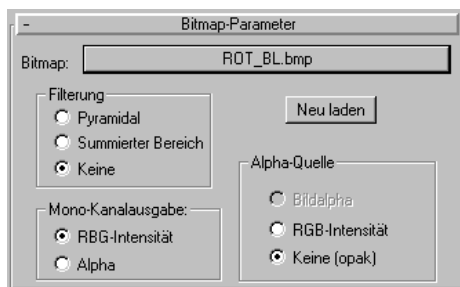 - Bitmap-Parameter
Bitmap: ROT_BL.bmp
Filterung
Pyramidal
Summierter Bereich
Keine
Neu laden
Mono-Kanalausgabe:
RBG-Intensität
Alpha
Alpha-Quelle
Bildalpha
RGB-Intensität
Keine (opak)